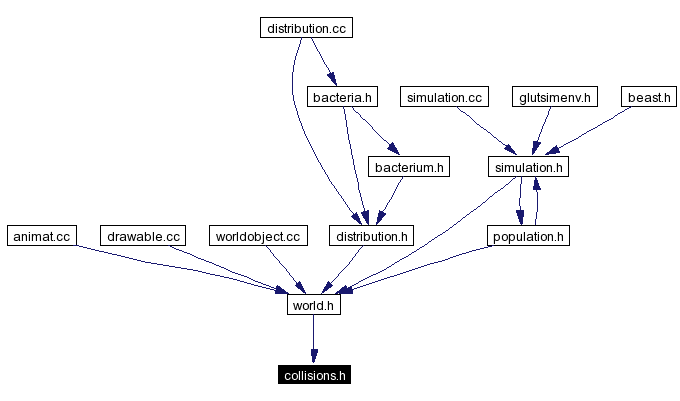 distribution.cc
bacteria.h
simulation.cc
glutsimenv.h
beast.h
bacterium.h
simulation.h
animat.cc
drawable.cc
worldobject.cc
distribution.h
population.h
world.h
collisions.h